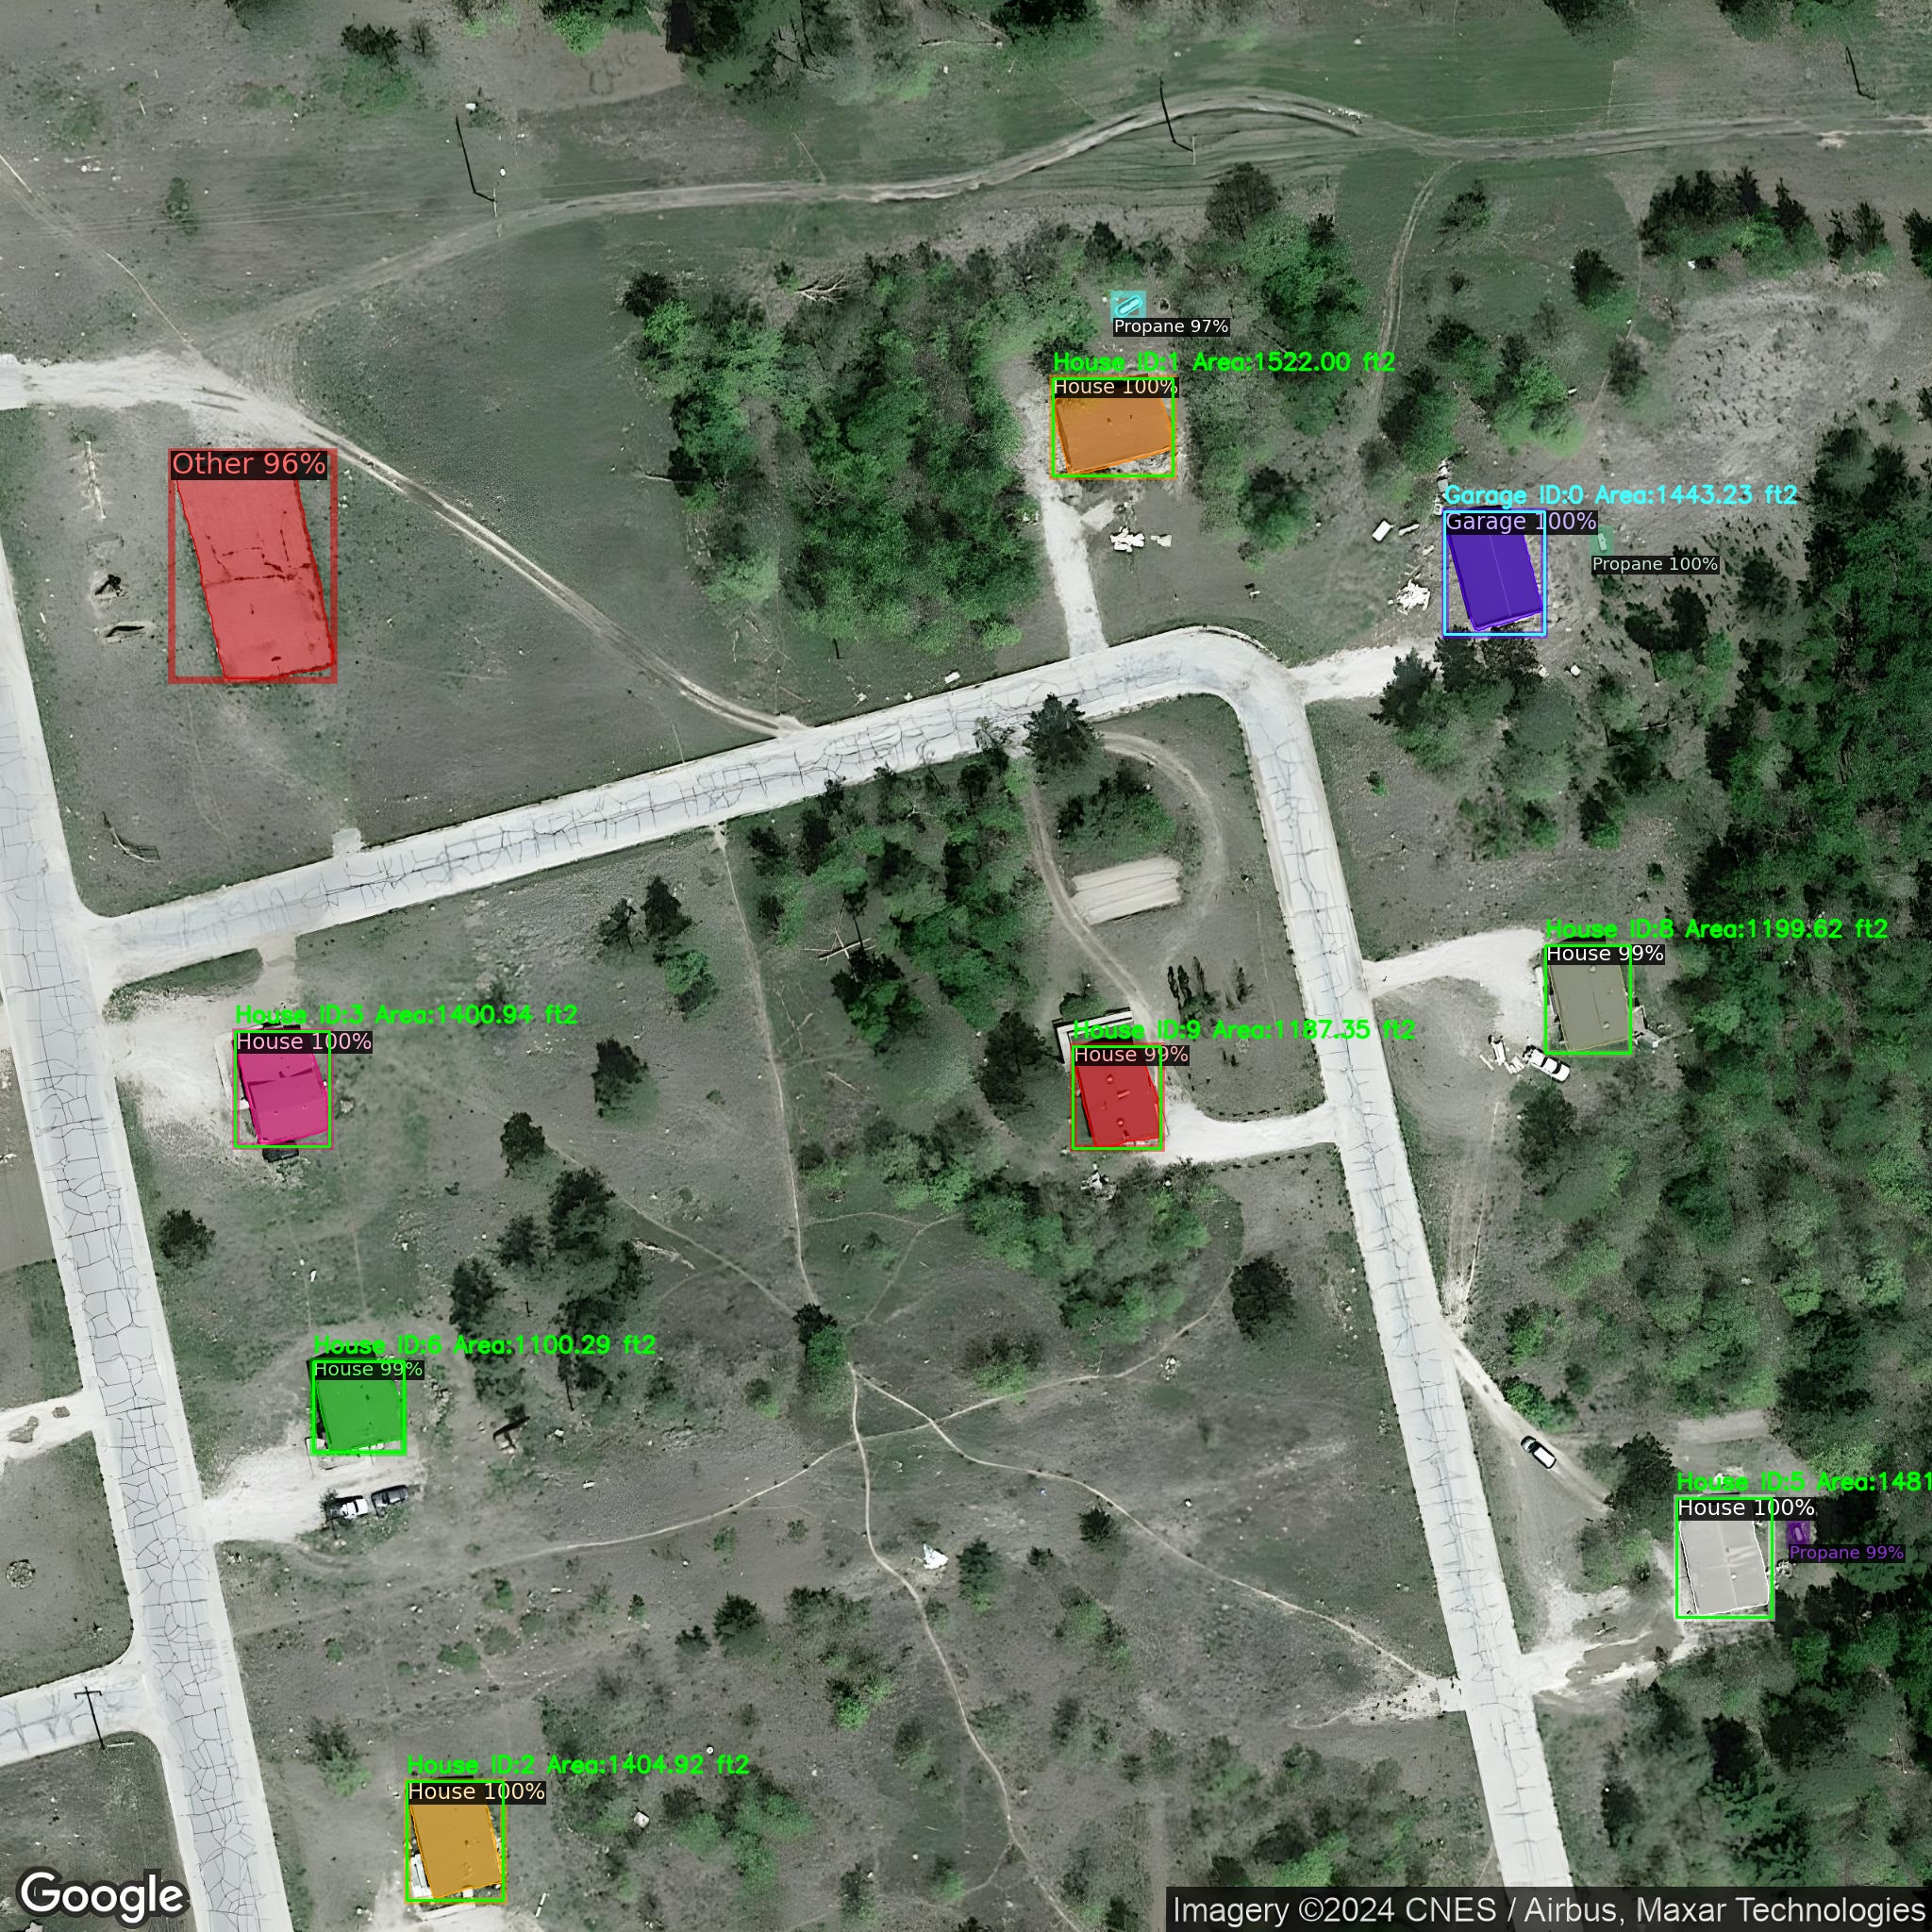 Propane 97%
House ID:1 Area:1522.00 ft2
House 100%
Other 96%
Garage ID:0 Area:1443.23 ft2
Garage 100%
Propane 100%
House ID:8 Area:1199.62 ft2
House 99%
House ID:3 Area:1400.94 ft2
House 100%
House ID:9 Area:1187.35 ft2
House 99%
House ID:6 Area:1100.29 ft2
House 99%
House ID:5 Area:1481
House 100%
Propane 99%
House ID:2 Area:1404.92 ft2
House 100%
Google
Imagery ©2024 CNES / Airbus, Maxar Technologies